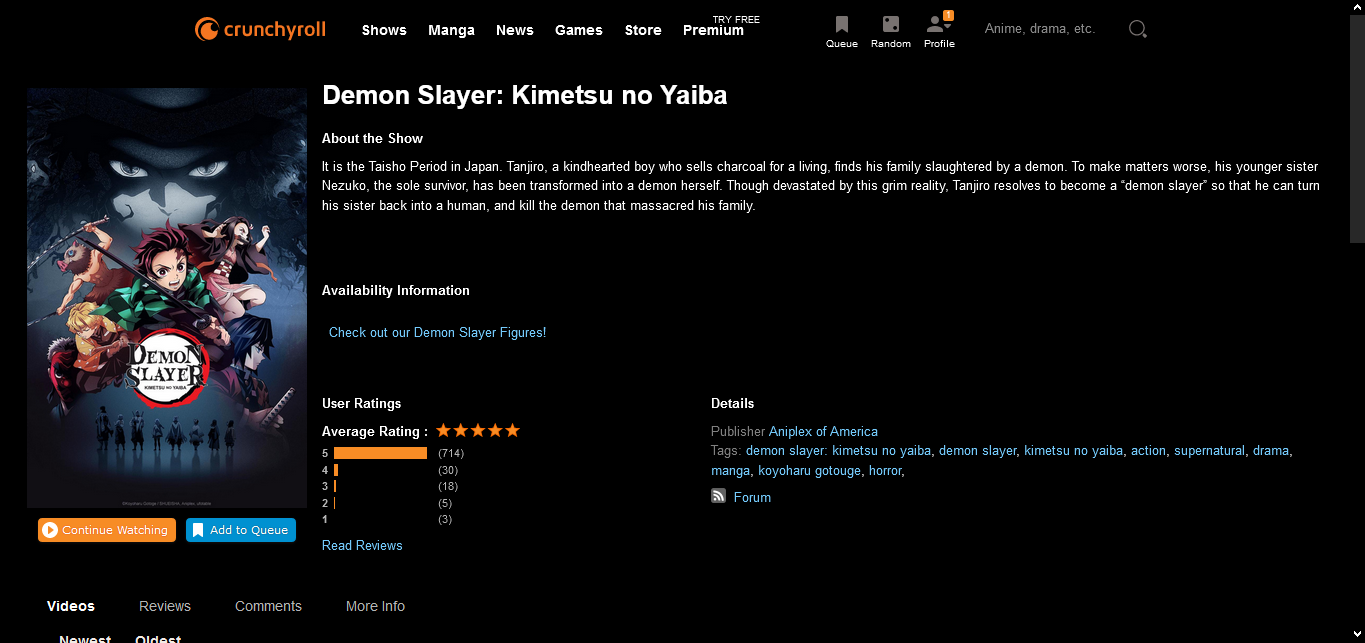 crunchyroll
Shows Manga News Games Store Premium TRY FREE
1
Queue Random Profile
Anime, drama, etc.
Demon Slayer: Kimetsu no Yaiba
About the Show
It is the Taisho Period in Japan. Tanjiro, a kindhearted boy who sells charcoal for a living, finds his family slaughtered by a demon. To make matters worse, his younger sister
Nezuko, the sole survivor, has been transformed into a demon herself. Though devastated by this grim reality, Tanjiro resolves to become a “demon slayer” so that he can turn
his sister back into a human, and kill the demon that massacred his family.
Availability Information
Check out our Demon Slayer Figures!
DEMON
SLAYER
KIMETSU NO YAIBA
Continue Watching
Add to Queue
User Ratings
Average Rating :
5 (714)
4 (30)
3 (18)
2 (5)
1 (3)
Read Reviews
Details
Publisher Aniplex of America
Tags: demon slayer: kimetsu no yaiba, demon slayer, kimetsu no yaiba, action, supernatural, drama,
manga, koyoharu gotouge, horror,
Forum
Videos Reviews Comments More Info
Newest Oldest